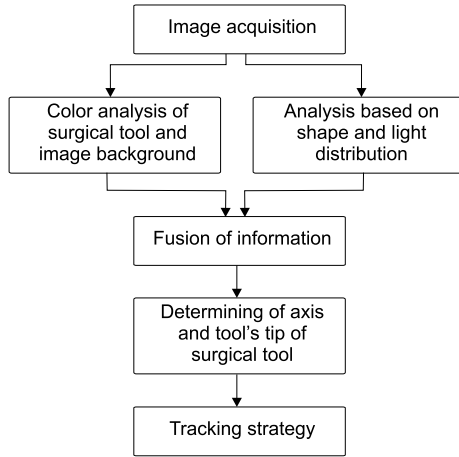 Image acquisition
Color analysis of
surgical tool and
image background
Analysis based on
shape and light
distribution
Fusion of information
Determining of axis
and tool's tip of
surgical tool
Tracking strategy